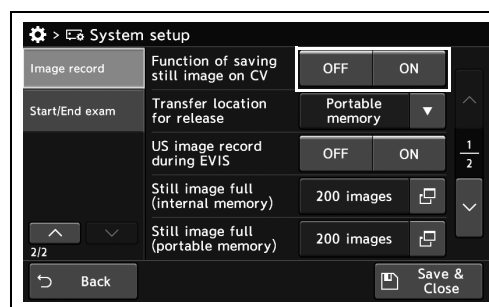 > System setup
Image record
Start/End exam
2/2
Function of saving
still image on CV
OFF ON
Transfer location
for release
Portable
memory
US image record
during EVIS
OFF ON
Still image full
(internal memory)
200 images
Still image full
(portable memory)
200 images
1
2
Back
Save &
Close